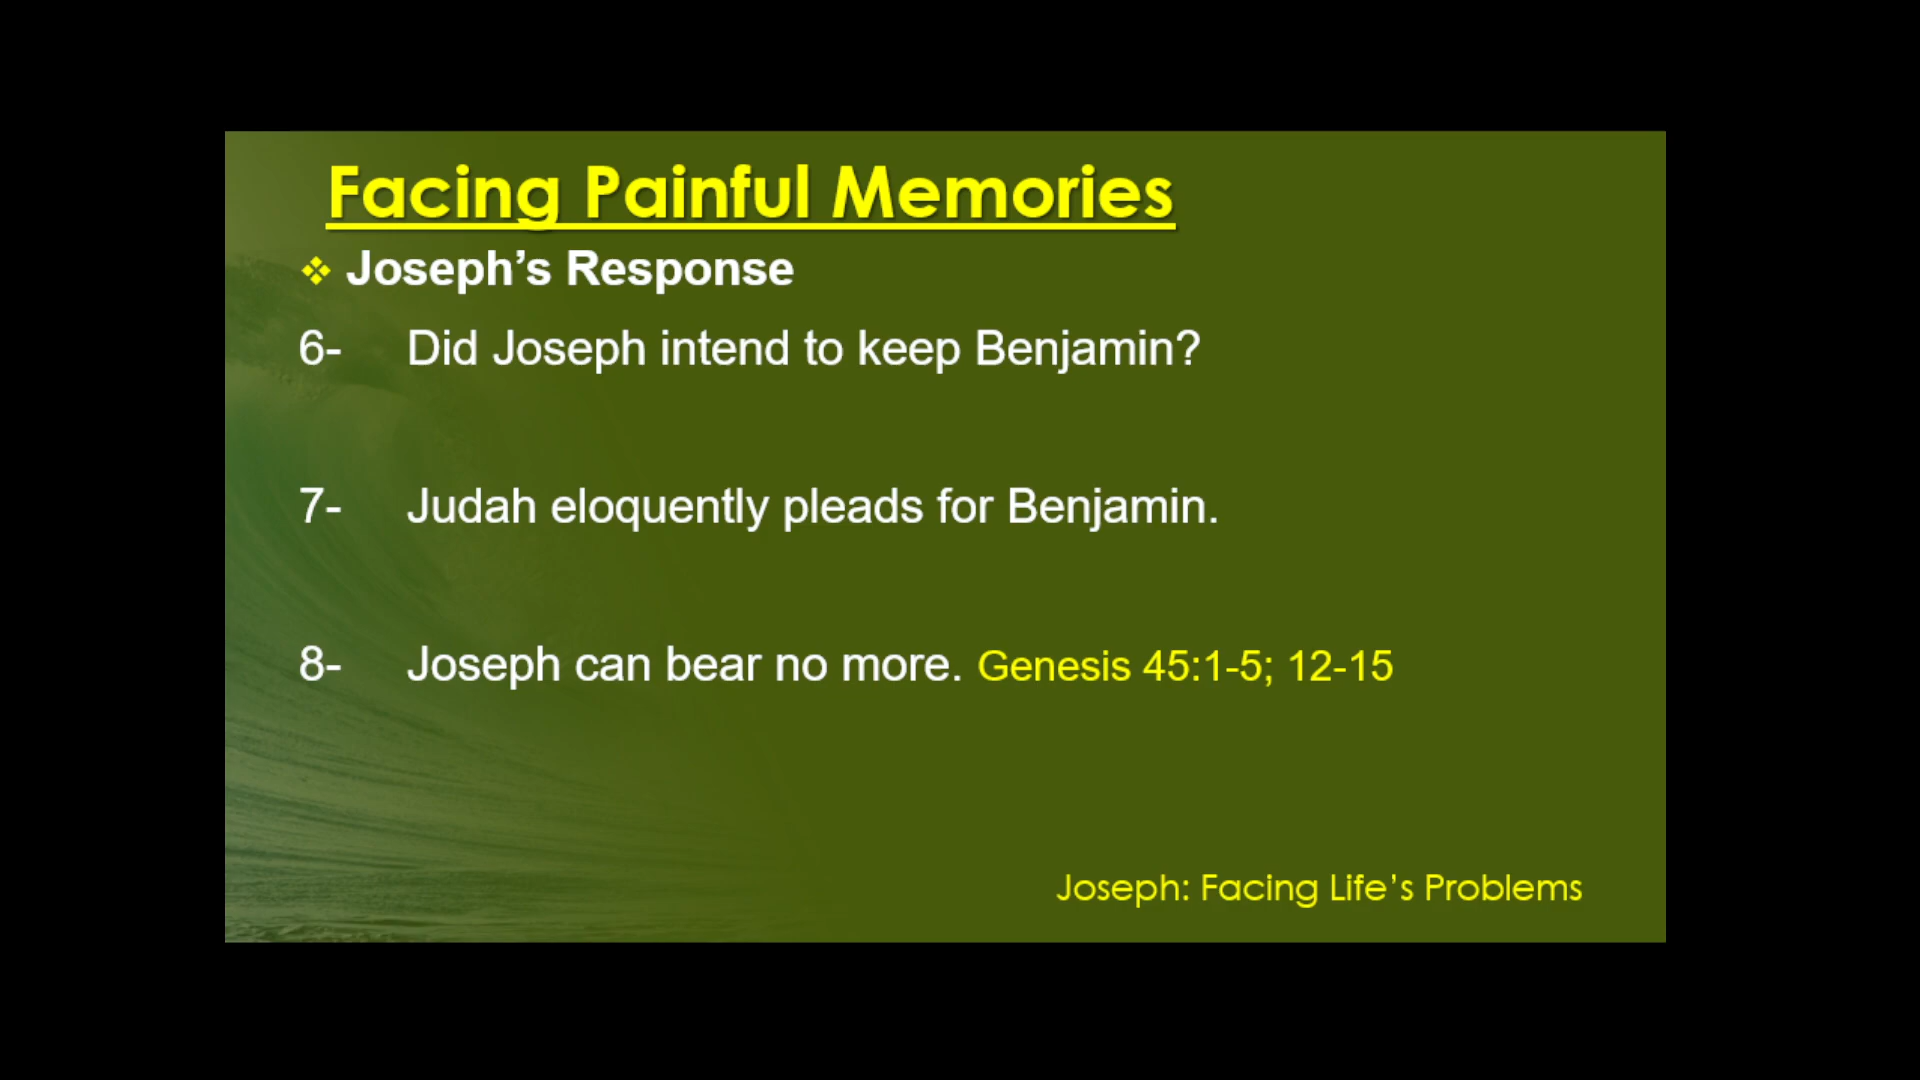 Facing Painful Memories
❖ Joseph’s Response
6- Did Joseph intend to keep Benjamin?
7- Judah eloquently pleads for Benjamin.
8- Joseph can bear no more. Genesis 45:1-5; 12-15
Joseph: Facing Life’s Problems